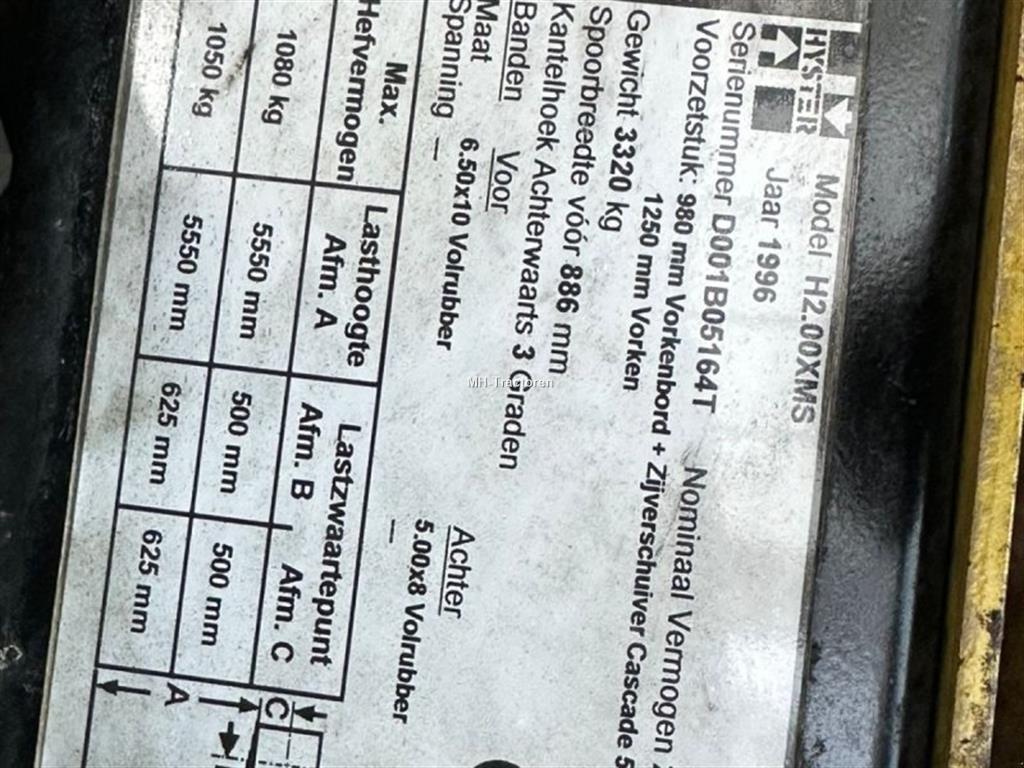 HYSTER
Model H2.00XMS
Jaar 1996
Serienummer D001B05164T Nominaal Vermogen
Voorzetstuk: 980 mm Vorkenbord + Zijverschuiver Cascade 5
1250 mm Vorken
Gewicht 3320 kg
Spoorbreedte vóór 886 mm
Kantelhoek Achterwaarts 3 Graden
Banden Voor Achter
Maat 6.50x10 Volrubber 5.00x8 Volrubber
Spanning — —
Max. Lasthoogte Lastzwaartepunt
Hefvermogen Afm. A Afm. B Afm. C
1080 kg 5550 mm 500 mm 500 mm
1050 kg 5550 mm 625 mm 625 mm
C
A
MH-Tractoren